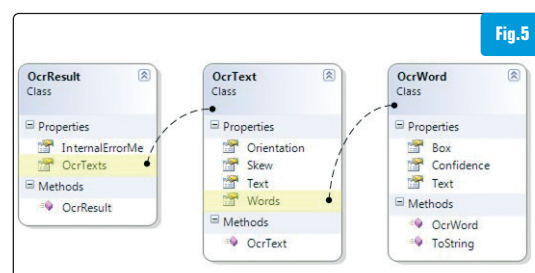 Fig.5
OcrResult
Class
Properties
InternalErrorMe
OcrTexts
Methods
OcrResult
OcrText
Class
Properties
Orientation
Skew
Text
Words
Methods
OcrText
OcrWord
Class
Properties
Box
Confidence
Text
Methods
OcrWord
ToString